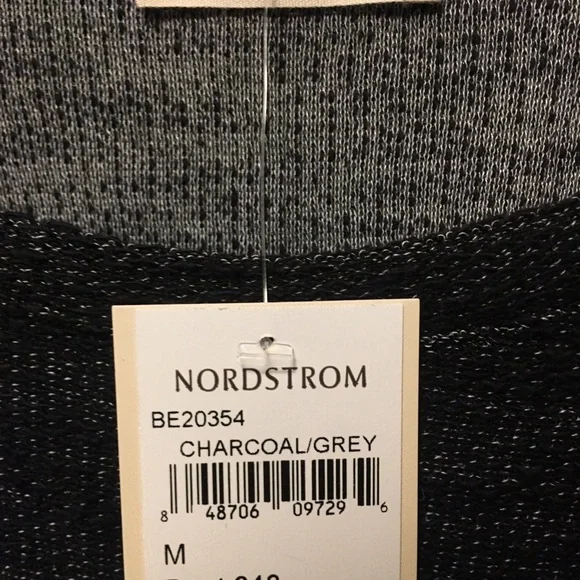 NORDSTROM
BE20354
CHARCOAL/GREY
8 48706 09729 6
M